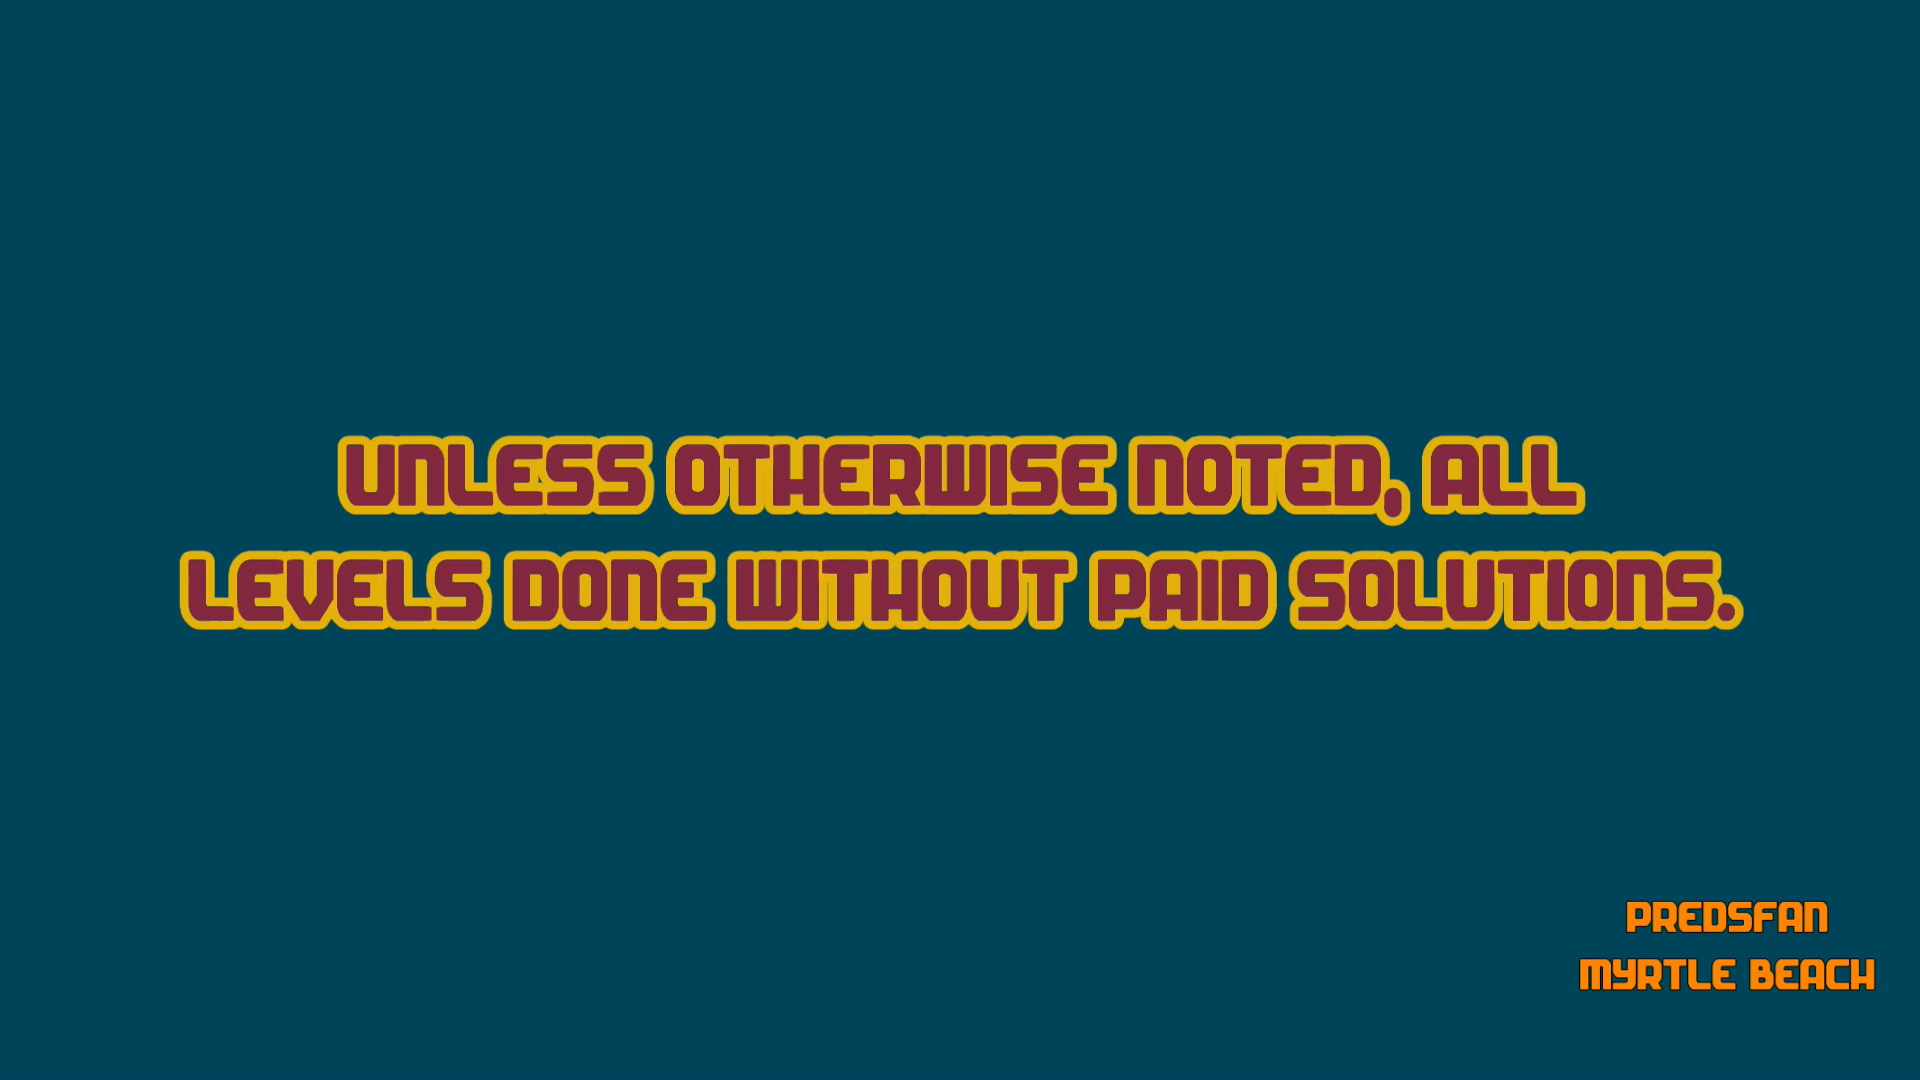 UNLESS OTHERWISE NOTED, ALL
LEVELS DONE WITHOUT PAID SOLUTIONS.
PREDSFAN
MYRTLE BEACH